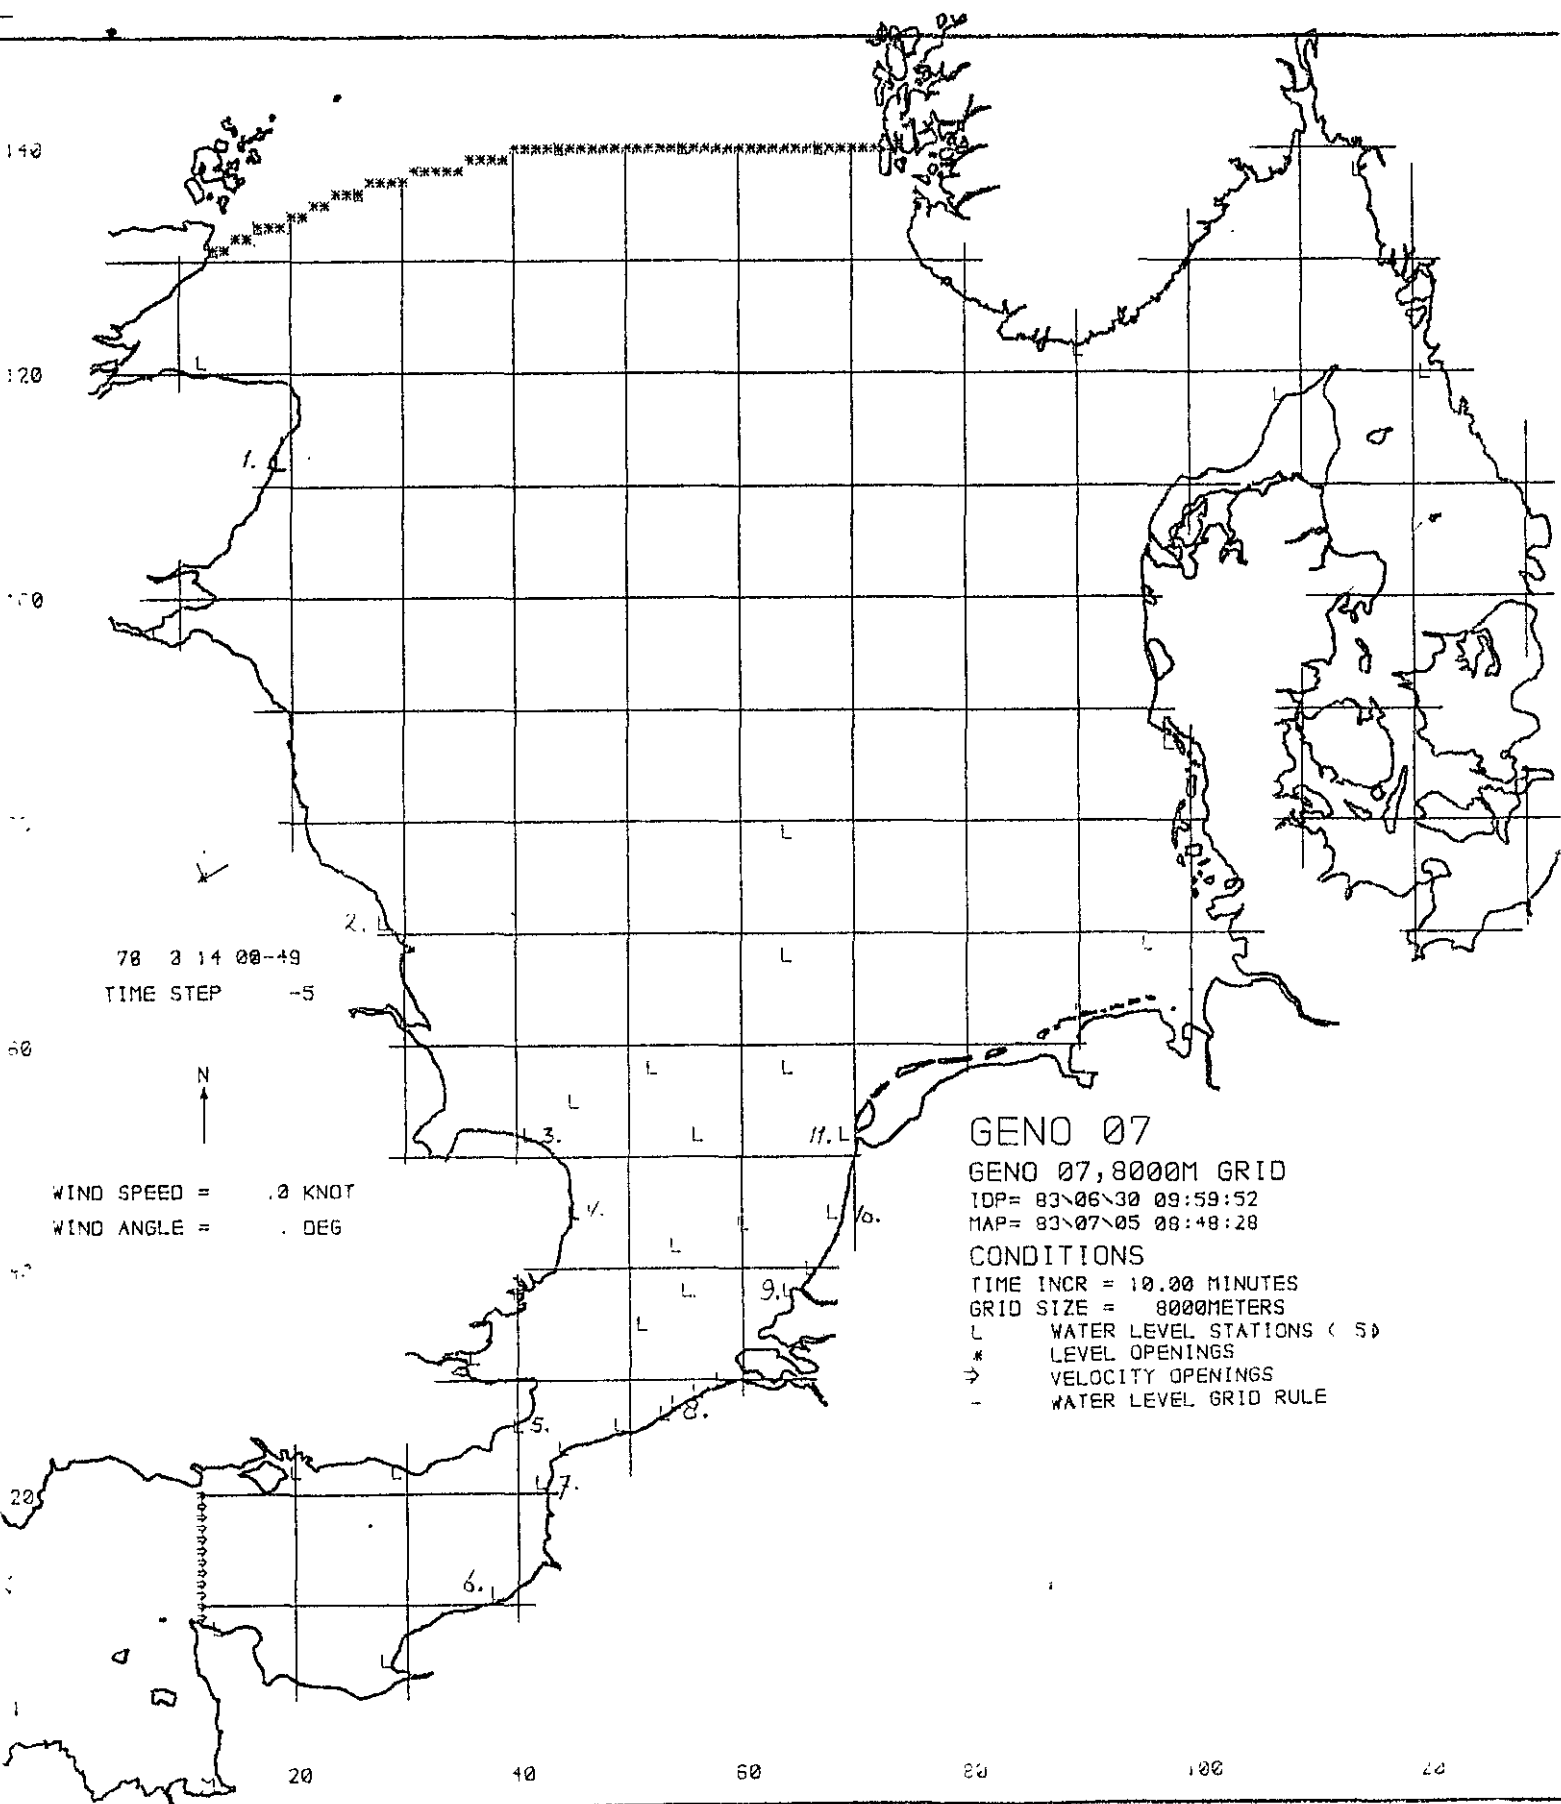 140
120
1.
2.
78 3 14 00-49
TIME STEP -5
60
N
3.
11.
GENO 07
GENO 07,8000M GRID
WIND SPEED = .0 KNOT
IDP= 83\06\30 09:59:52
4.
10.
WIND ANGLE = . DEG
MAP= 83\07\05 08:48:28
CONDITIONS
9.
TIME INCR = 10.00 MINUTES
GRID SIZE = 8000METERS
L WATER LEVEL STATIONS ( 5)
* LEVEL OPENINGS
VELOCITY OPENINGS
- WATER LEVEL GRID RULE
8.
5.
7.
20
6.
20 40 60 80 100